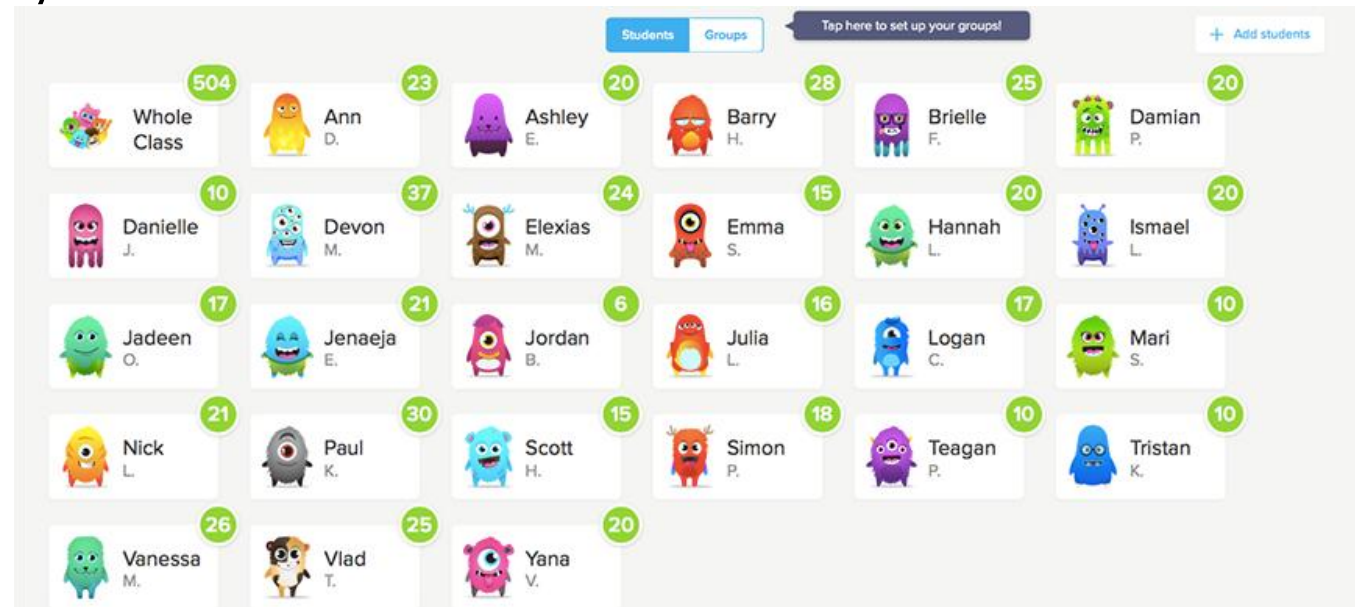 Students Groups Tap here to set up your groups! + Add students
504 23 20 28 25 20
Whole Class Ann Ashley Barry Brielle Damian
D. E. H. F. P.
10 37 24 15 20 20
Danielle Devon Elexias Emma Hannah Ismael
J. M. M. S. L. L.
17 21 6 16 17 10
Jadeen Jenaeja Jordan Julia Logan Mari
O. E. B. L. C. S.
21 30 15 18 10 10
Nick Paul Scott Simon Teagan Tristan
L. K. H. P. P. K.
26 25 20
Vanessa Vlad Yana
M. T. V.